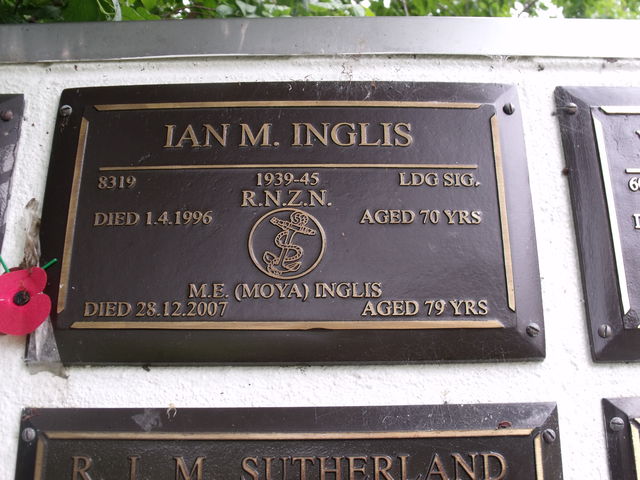 IAN M. INGLIS
8319 1939-45 LDG SIG.
R.N.Z.N.
DIED 1.4.1996 AGED 70 YRS
M.E. (MOYA) INGLIS
DIED 28.12.2007 AGED 79 YRS
R. J. M. SUTHERLAND